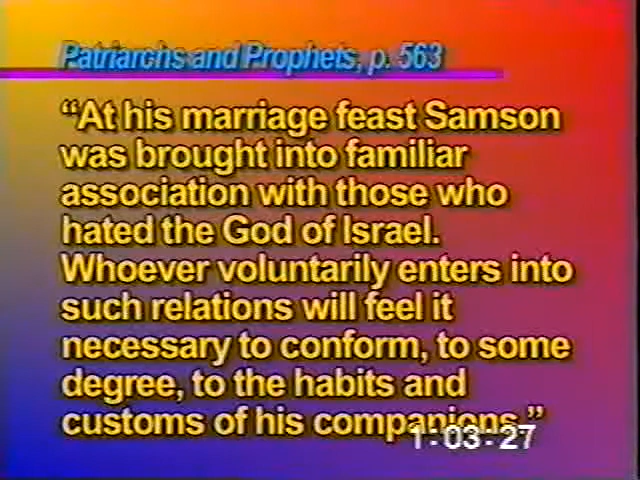 Patriarchs and Prophets, p. 563
“At his marriage feast Samson
was brought into familiar
association with those who
hated the God of Israel.
Whoever voluntarily enters into
such relations will feel it
necessary to conform, to some
degree, to the habits and
customs of his companions.”
1:03:27